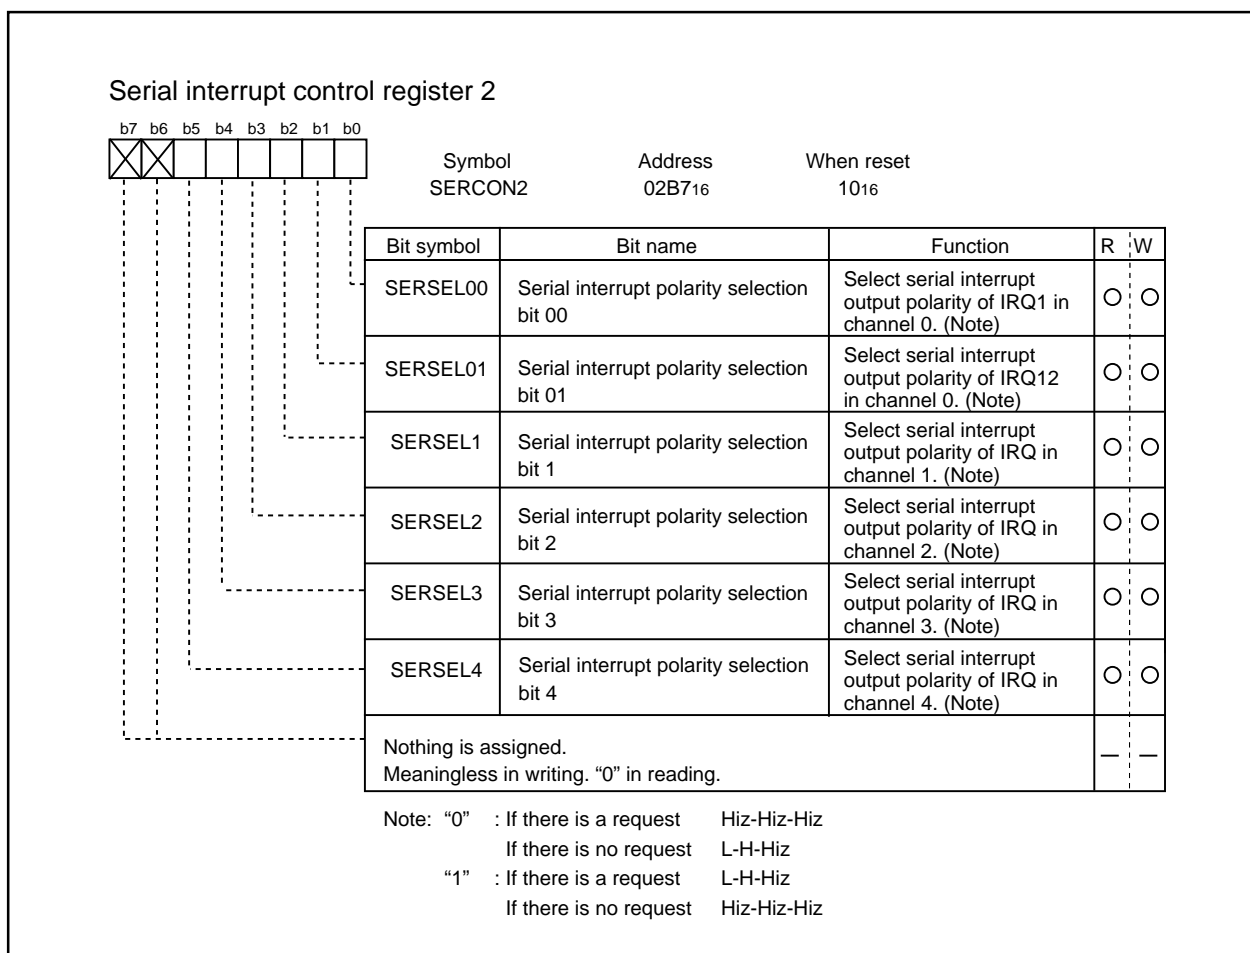 Serial interrupt control register 2
b7 b6 b5 b4 b3 b2 b1 b0
Symbol Address When reset
SERCON2 02B716 1016
Bit symbol Bit name Function R W
SERSEL00 Serial interrupt polarity selection bit 00 Select serial interrupt
output polarity of IRQ1 in
channel 0. (Note)
SERSEL01 Serial interrupt polarity selection bit 01 Select serial interrupt
output polarity of IRQ12
in channel 0. (Note)
SERSEL1 Serial interrupt polarity selection bit 1 Select serial interrupt
output polarity of IRQ in
channel 1. (Note)
SERSEL2 Serial interrupt polarity selection bit 2 Select serial interrupt
output polarity of IRQ in
channel 2. (Note)
SERSEL3 Serial interrupt polarity selection bit 3 Select serial interrupt
output polarity of IRQ in
channel 3. (Note)
SERSEL4 Serial interrupt polarity selection bit 4 Select serial interrupt
output polarity of IRQ in
channel 4. (Note)
Nothing is assigned.
Meaningless in writing. “0” in reading.
Note: “0” : If there is a request Hiz-Hiz-Hiz
If there is no request L-H-Hiz
“1” : If there is a request L-H-Hiz
If there is no request Hiz-Hiz-Hiz